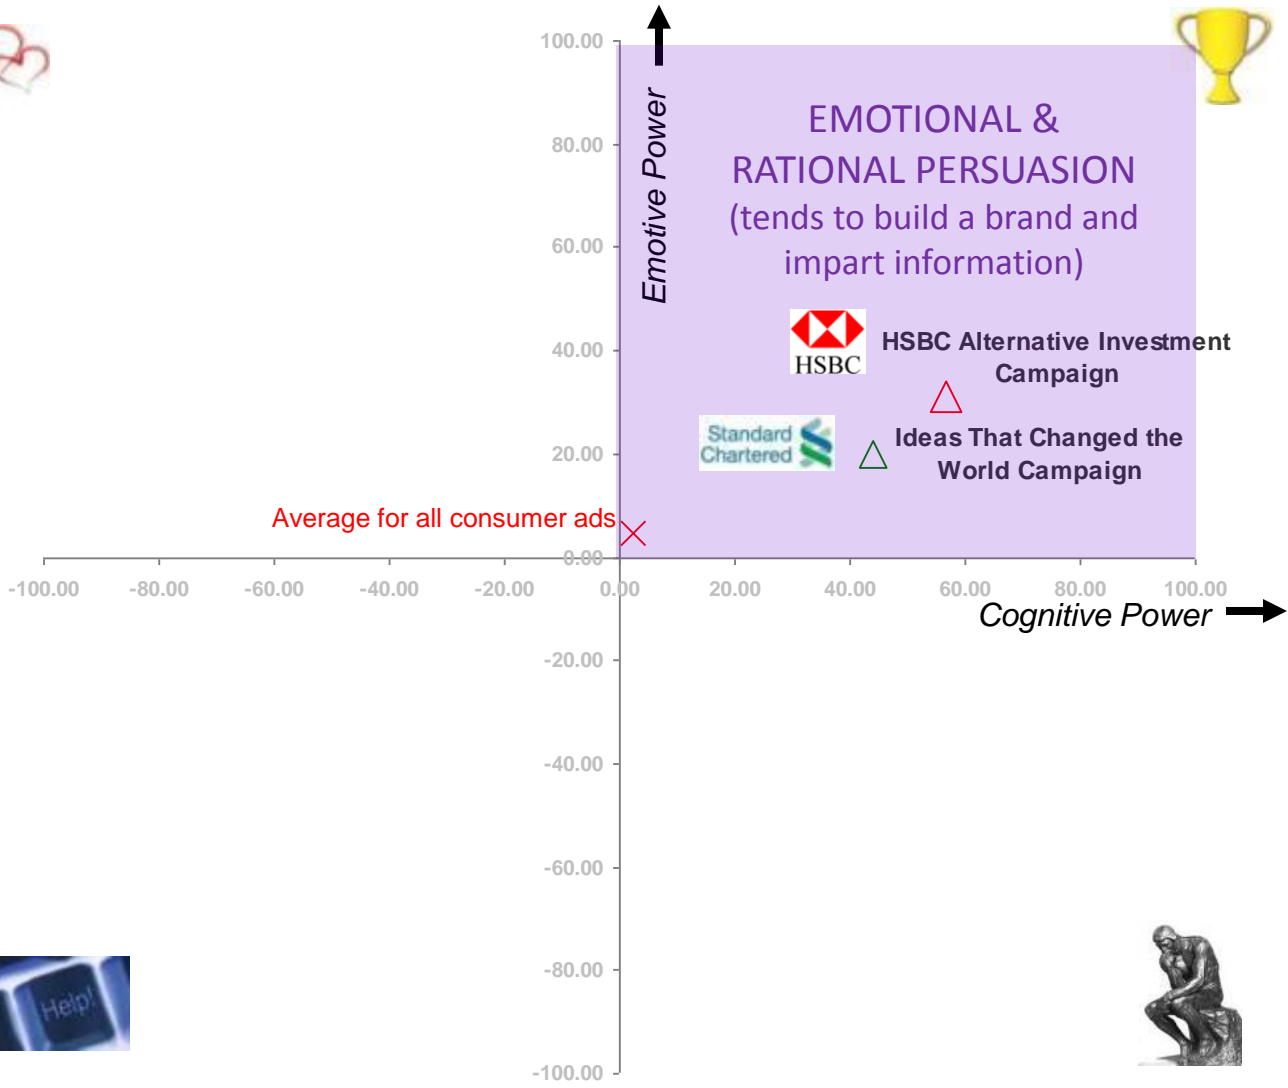 100.00
80.00
60.00
40.00
20.00
0.00
-20.00
-40.00
-60.00
-80.00
-100.00
Emotive Power
EMOTIONAL &
RATIONAL PERSUASION
(tends to build a brand and
impart information)
HSBC
HSBC Alternative Investment
Campaign
Standard
Chartered
Ideas That Changed the
World Campaign
Average for all consumer ads
-100.00 -80.00 -60.00 -40.00 -20.00 0.00 20.00 40.00 60.00 80.00 100.00
Cognitive Power
Help!